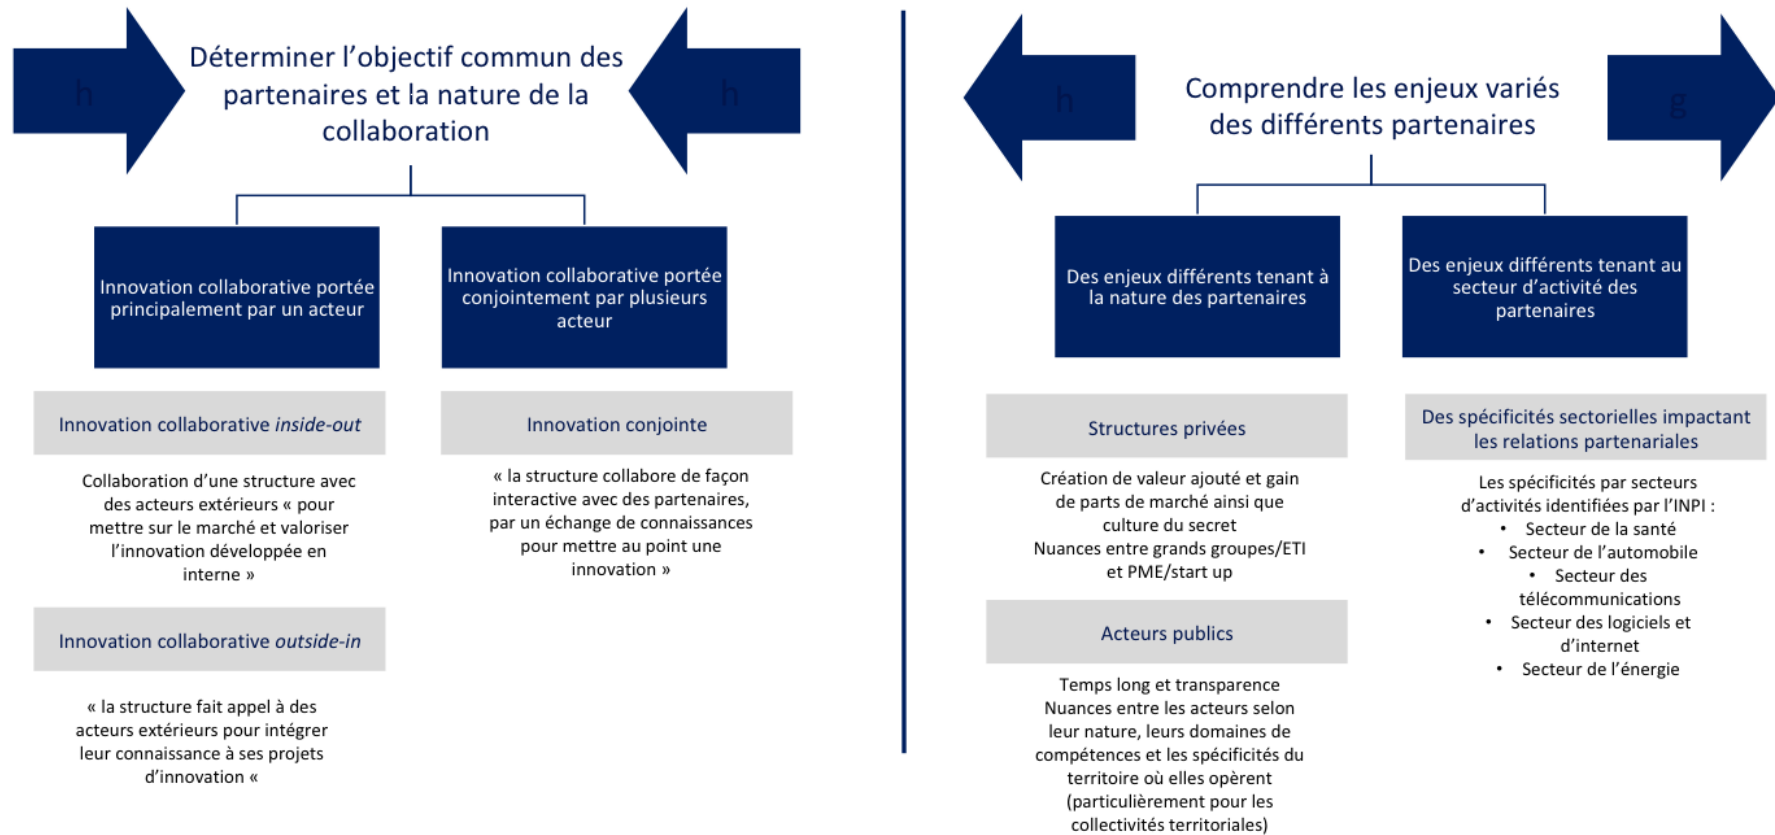 h
Déterminer l’objectif commun des
partenaires et la nature de la
collaboration
h
Innovation collaborative portée
principalement par un acteur
Innovation collaborative portée
conjointement par plusieurs
acteur
Innovation collaborative inside-out
Collaboration d’une structure avec
des acteurs extérieurs « pour
mettre sur le marché et valoriser
l’innovation développée en
interne »
Innovation collaborative outside-in
« la structure fait appel à des
acteurs extérieurs pour intégrer
leur connaissance à ses projets
d’innovation «
Innovation conjointe
« la structure collabore de façon
interactive avec des partenaires,
par un échange de connaissances
pour mettre au point une
innovation »
h
Comprendre les enjeux variés
des différents partenaires
g
Des enjeux différents tenant à
la nature des partenaires
Des enjeux différents tenant au
secteur d’activité des
partenaires
Structures privées
Création de valeur ajouté et gain
de parts de marché ainsi que
culture du secret
Nuances entre grands groupes/ETI
et PME/start up
Acteurs publics
Temps long et transparence
Nuances entre les acteurs selon
leur nature, leurs domaines de
compétences et les spécificités du
territoire où elles opèrent
(particulièrement pour les
collectivités territoriales)
Des spécificités sectorielles impactant
les relations partenariales
Les spécificités par secteurs
d’activités identifiées par l’INPI :
• Secteur de la santé
• Secteur de l’automobile
• Secteur des
télécommunications
• Secteur des logiciels et
d’internet
• Secteur de l’énergie